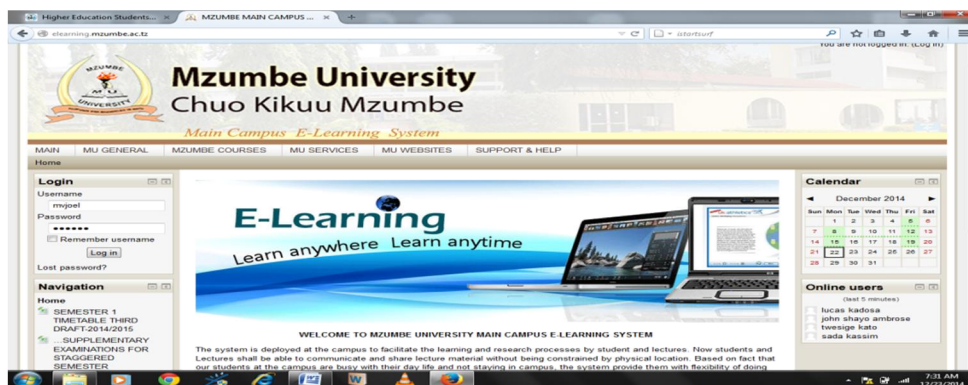 Higher Education Students...
MZUMBE MAIN CAMPUS ...
elearning.mzumbe.ac.tz
istartsurf
You are not logged in. (Log in)
MZUMBE
M U
UNIVERSITY
Mzumbe University
Chuo Kikuu Mzumbe
Main Campus E-Learning System
MAIN MU GENERAL MZUMBE COURSES MU SERVICES MU WEBSITES SUPPORT & HELP
Home
Login
Username
mvjoel
Password
Remember username
Log in
Lost password?
Navigation
Home
SEMESTER 1
TIMETABLE THIRD
DRAFT-2014/2015
...SUPPLEMENTARY
EXAMINATIONS FOR
STAGGERED
SEMESTER
E-Learning
Learn anywhere Learn anytime
WELCOME TO MZUMBE UNIVERSITY MAIN CAMPUS E-LEARNING SYSTEM
The system is deployed at the campus to facilitate the learning and research processes by student and lectures. Now students and
Lectures shall be able to communicate and share lecture material without being constrained by physical location. Based on fact that
our students at the campus are busy with their day life and not staying in campus, the system provide them with flexibility of doing
Calendar
December 2014
Sun Mon Tue Wed Thu Fri Sat
1 2 3 4 5 6
7 8 9 10 11 12 13
14 15 16 17 18 19 20
21 22 23 24 25 26 27
28 29 30 31
Online users
(last 5 minutes)
lucas kadosa
john shayo ambrose
twesige kato
sada kassim
7:31 AM